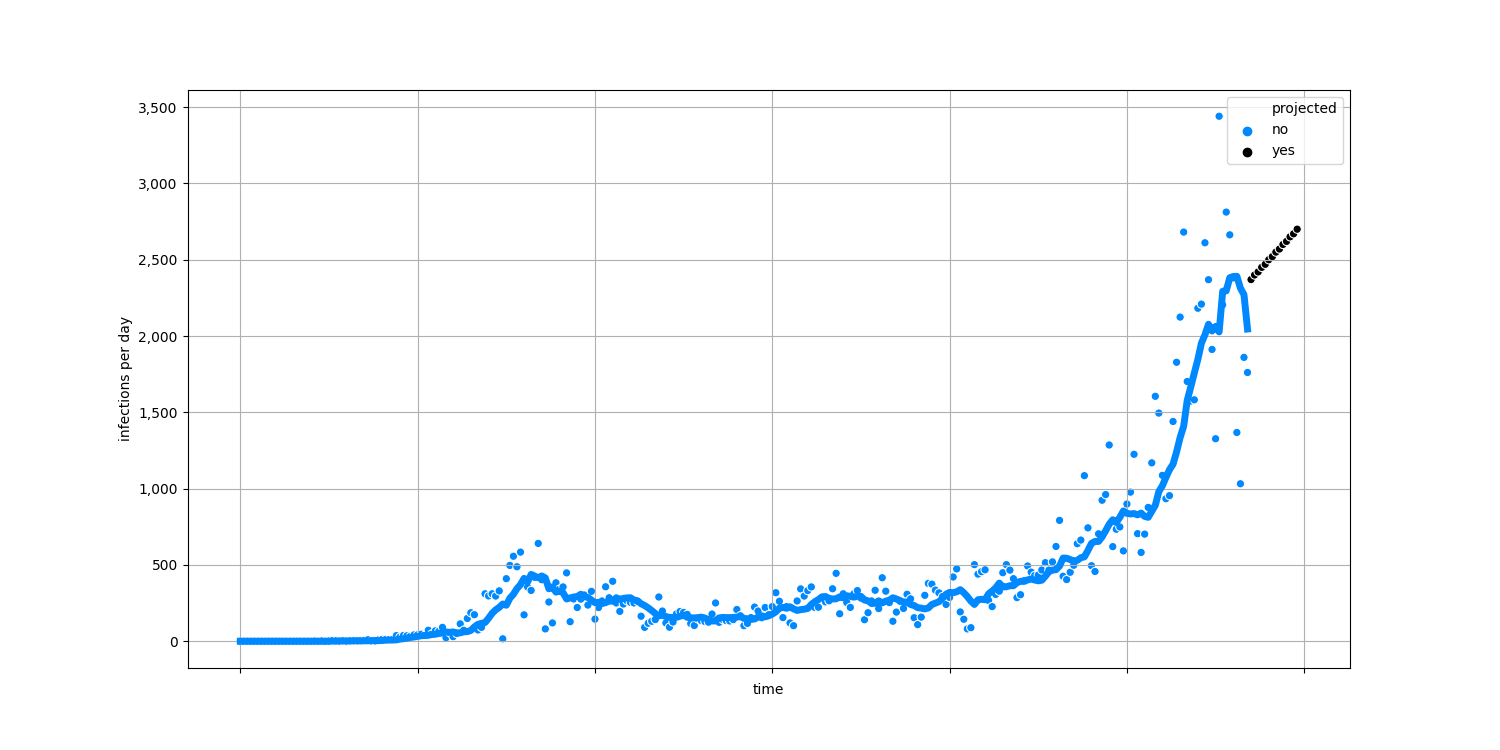 3,500
3,000
2,500
2,000
1,500
1,000
500
0
infections per day
time
projected
no
yes